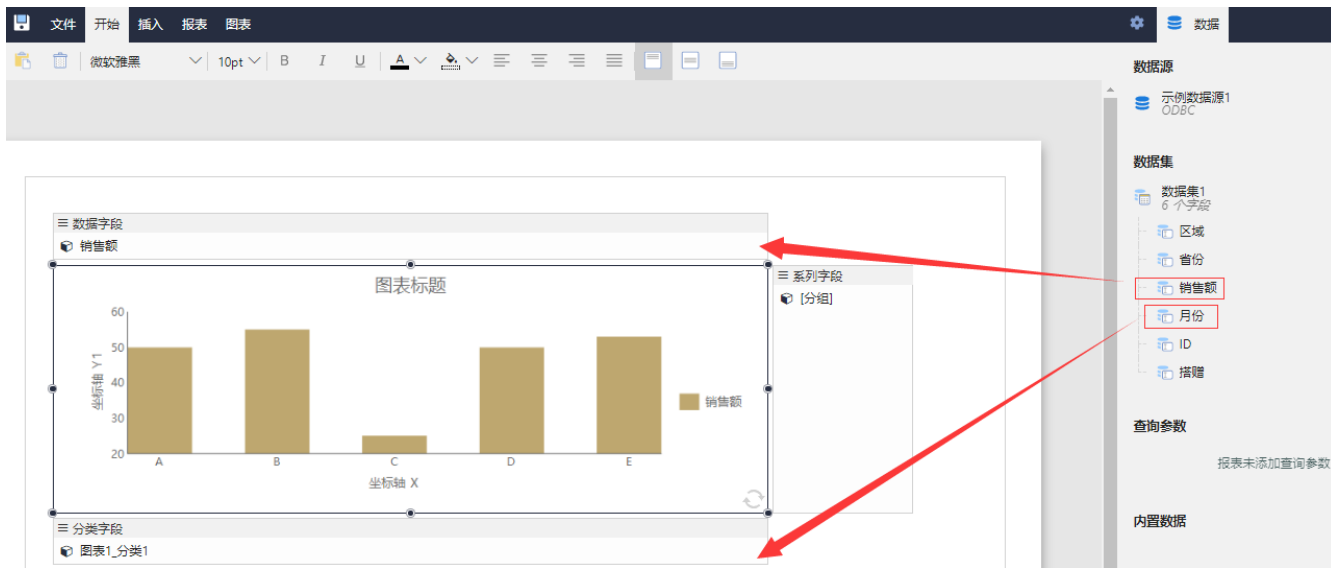 文件 开始 插入 报表 图表 数据
微软雅黑 10pt B I U A
数据源
示例数据源1
ODBC
数据集
数据集1
6 个字段
区域
省份
销售额
月份
ID
搭赠
查询参数
报表未添加查询参数
内置数据
数据字段
销售额
图表标题
60
50
40
30
20
坐标轴 Y1
A B C D E
坐标轴 X
销售额
系列字段
[分组]
分类字段
图表1_分类1